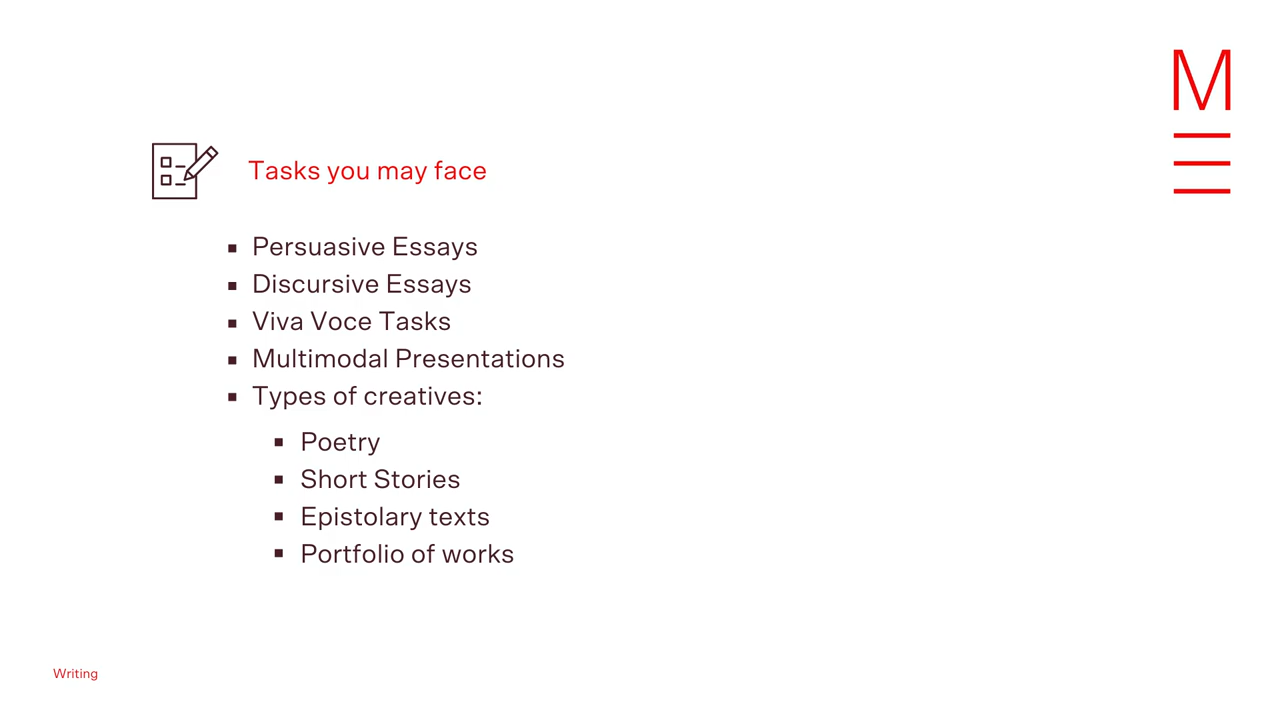 M
Tasks you may face
▪ Persuasive Essays
▪ Discursive Essays
▪ Viva Voce Tasks
▪ Multimodal Presentations
▪ Types of creatives:
▪ Poetry
▪ Short Stories
▪ Epistolary texts
▪ Portfolio of works
Writing